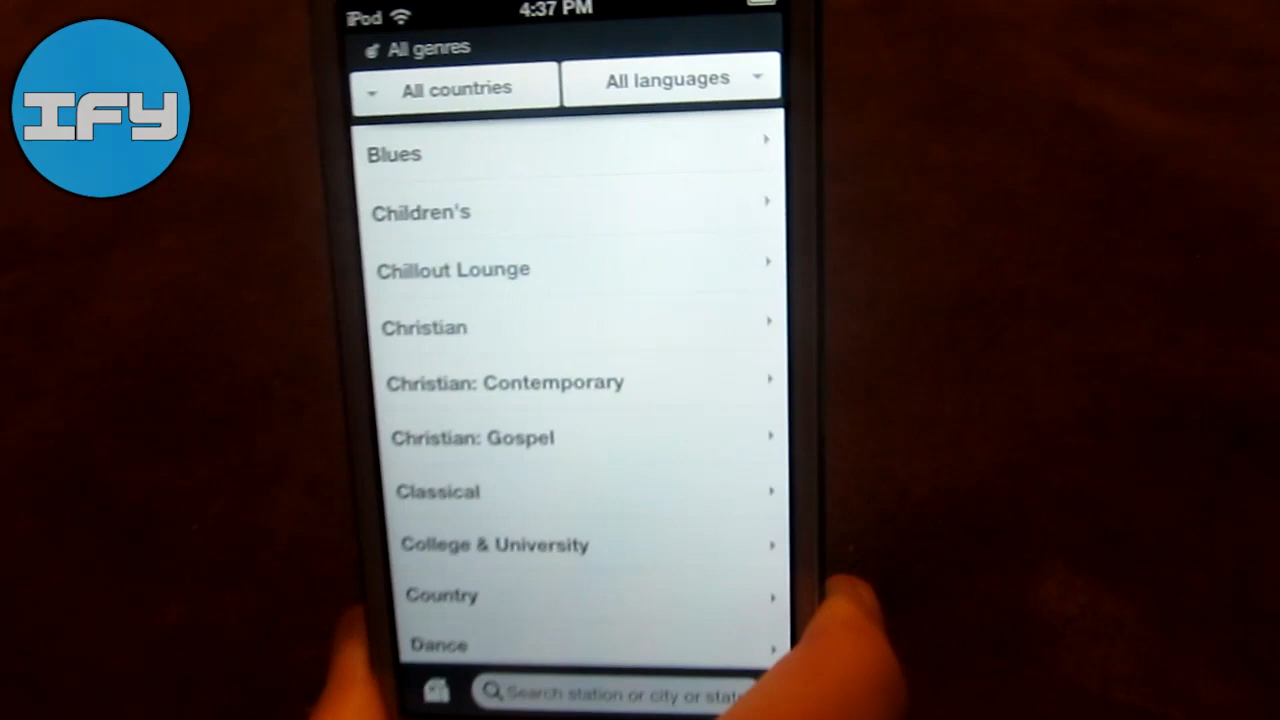 IFY
iPod 4:37 PM
All genres
All countries All languages
Blues
Children's
Chillout Lounge
Christian
Christian: Contemporary
Christian: Gospel
Classical
College & University
Country
Dance
Search station or city or stat